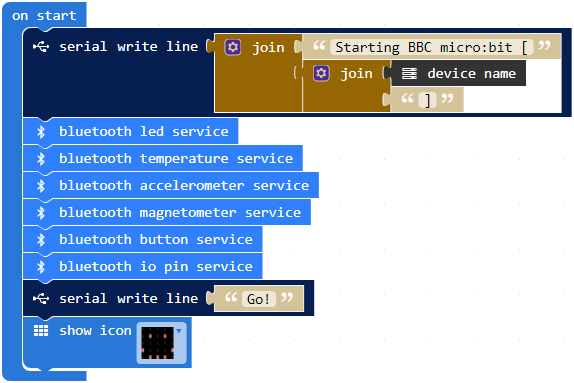 on start
serial write line join “ Starting BBC micro:bit [ ”
join device name
“ ] ”
bluetooth led service
bluetooth temperature service
bluetooth accelerometer service
bluetooth magnetometer service
bluetooth button service
bluetooth io pin service
serial write line “ Go! ”
show icon